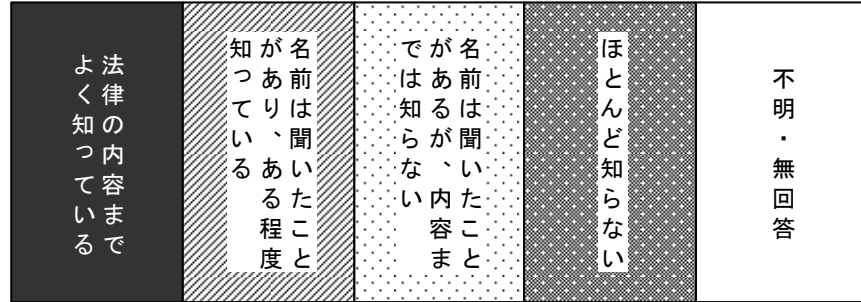 法律の内容まで
よく知っている
名前は聞いたこと
があり、ある程度
知っている
名前は聞いたこと
があるが、内容ま
では知らない
ほとんど知らない
不明・無回答